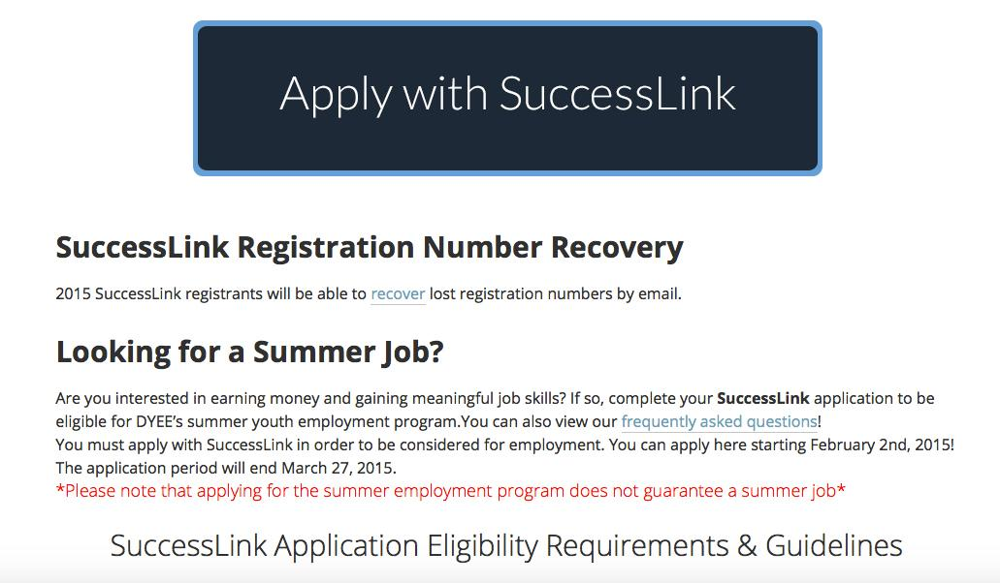 Apply with SuccessLink
SuccessLink Registration Number Recovery
2015 SuccessLink registrants will be able to recover lost registration numbers by email.
Looking for a Summer Job?
Are you interested in earning money and gaining meaningful job skills? If so, complete your SuccessLink application to be
eligible for DYEE's summer youth employment program.You can also view our frequently asked questions!
You must apply with SuccessLink in order to be considered for employment. You can apply here starting February 2nd, 2015!
The application period will end March 27, 2015.
*Please note that applying for the summer employment program does not guarantee a summer job*
SuccessLink Application Eligibility Requirements & Guidelines